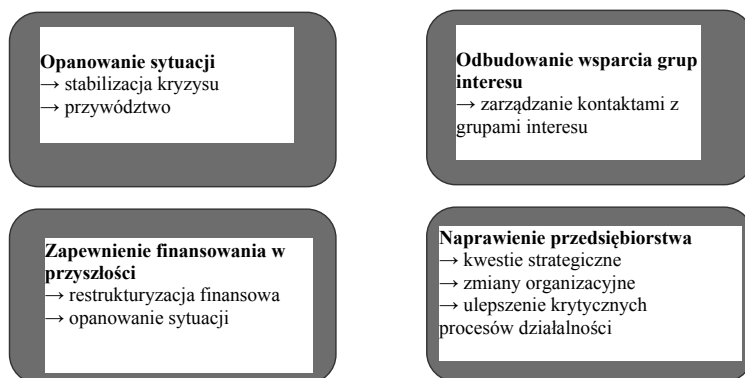 Opanowanie sytuacji
→ stabilizacja kryzysu
→ przywództwo
Odbudowanie wsparcia grup
interesu
→ zarządzanie kontaktami z
grupami interesu
Zapewnienie finansowania w
przyszłości
→ restrukturyzacja finansowa
→ opanowanie sytuacji
Naprawienie przedsiębiorstwa
→ kwestie strategiczne
→ zmiany organizacyjne
→ ulepszenie krytycznych
procesów działalności